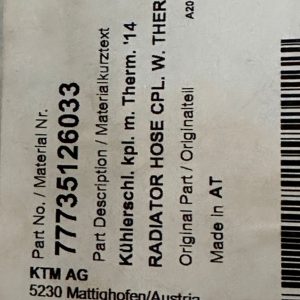 Part No./ Material Nr.
77735126033
Part Description / Materialkurztext
Kühlerschl. kpl. m. Therm. '14
RADIATOR HOSE CPL. W. THER
Original Part / Originalteil
Made in AT
A20
KTM AG
5230 Mattighofen/Austria